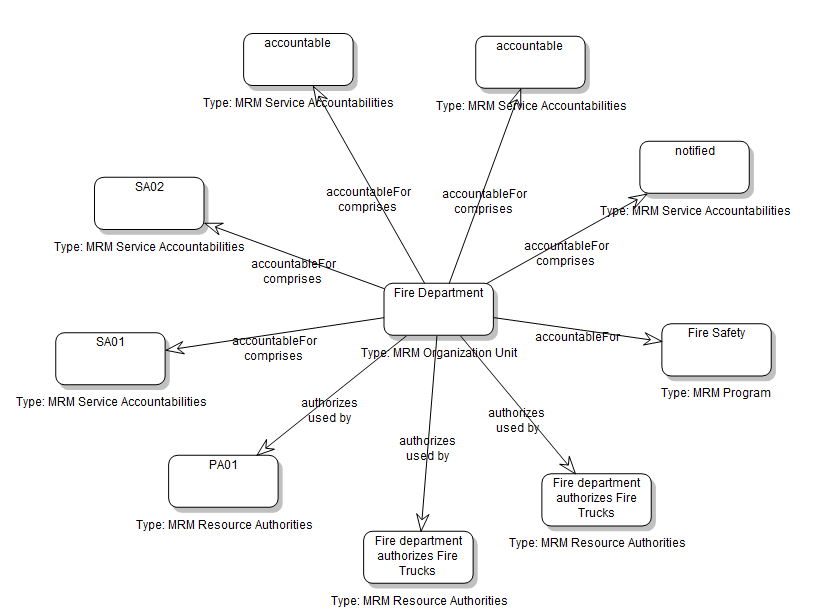 accountable
Type: MRM Service Accountabilities
accountable
Type: MRM Service Accountabilities
notified
Type: MRM Service Accountabilities
SA02
Type: MRM Service Accountabilities
accountableFor
comprises
accountableFor
comprises
accountableFor
comprises
accountableFor
comprises
Fire Department
Type: MRM Organization Unit
SA01
Type: MRM Service Accountabilities
accountableFor
comprises
accountableFor
Fire Safety
Type: MRM Program
authorizes
used by
authorizes
used by
authorizes
used by
PA01
Type: MRM Resource Authorities
Fire department
authorizes Fire
Trucks
Type: MRM Resource Authorities
Fire department
authorizes Fire
Trucks
Type: MRM Resource Authorities